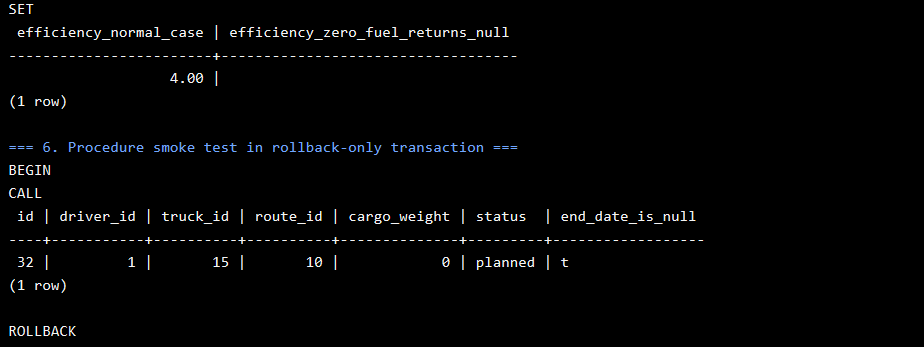 SET
 efficiency_normal_case | efficiency_zero_fuel_returns_null
------------------------+-----------------------------------
                   4.00 |
(1 row)

=== 6. Procedure smoke test in rollback-only transaction ===
BEGIN
CALL
 id | driver_id | truck_id | route_id | cargo_weight | status  | end_date_is_null
----+-----------+----------+----------+--------------+---------+------------------
 32 |         1 |       15 |       10 |            0 | planned | t
(1 row)

ROLLBACK